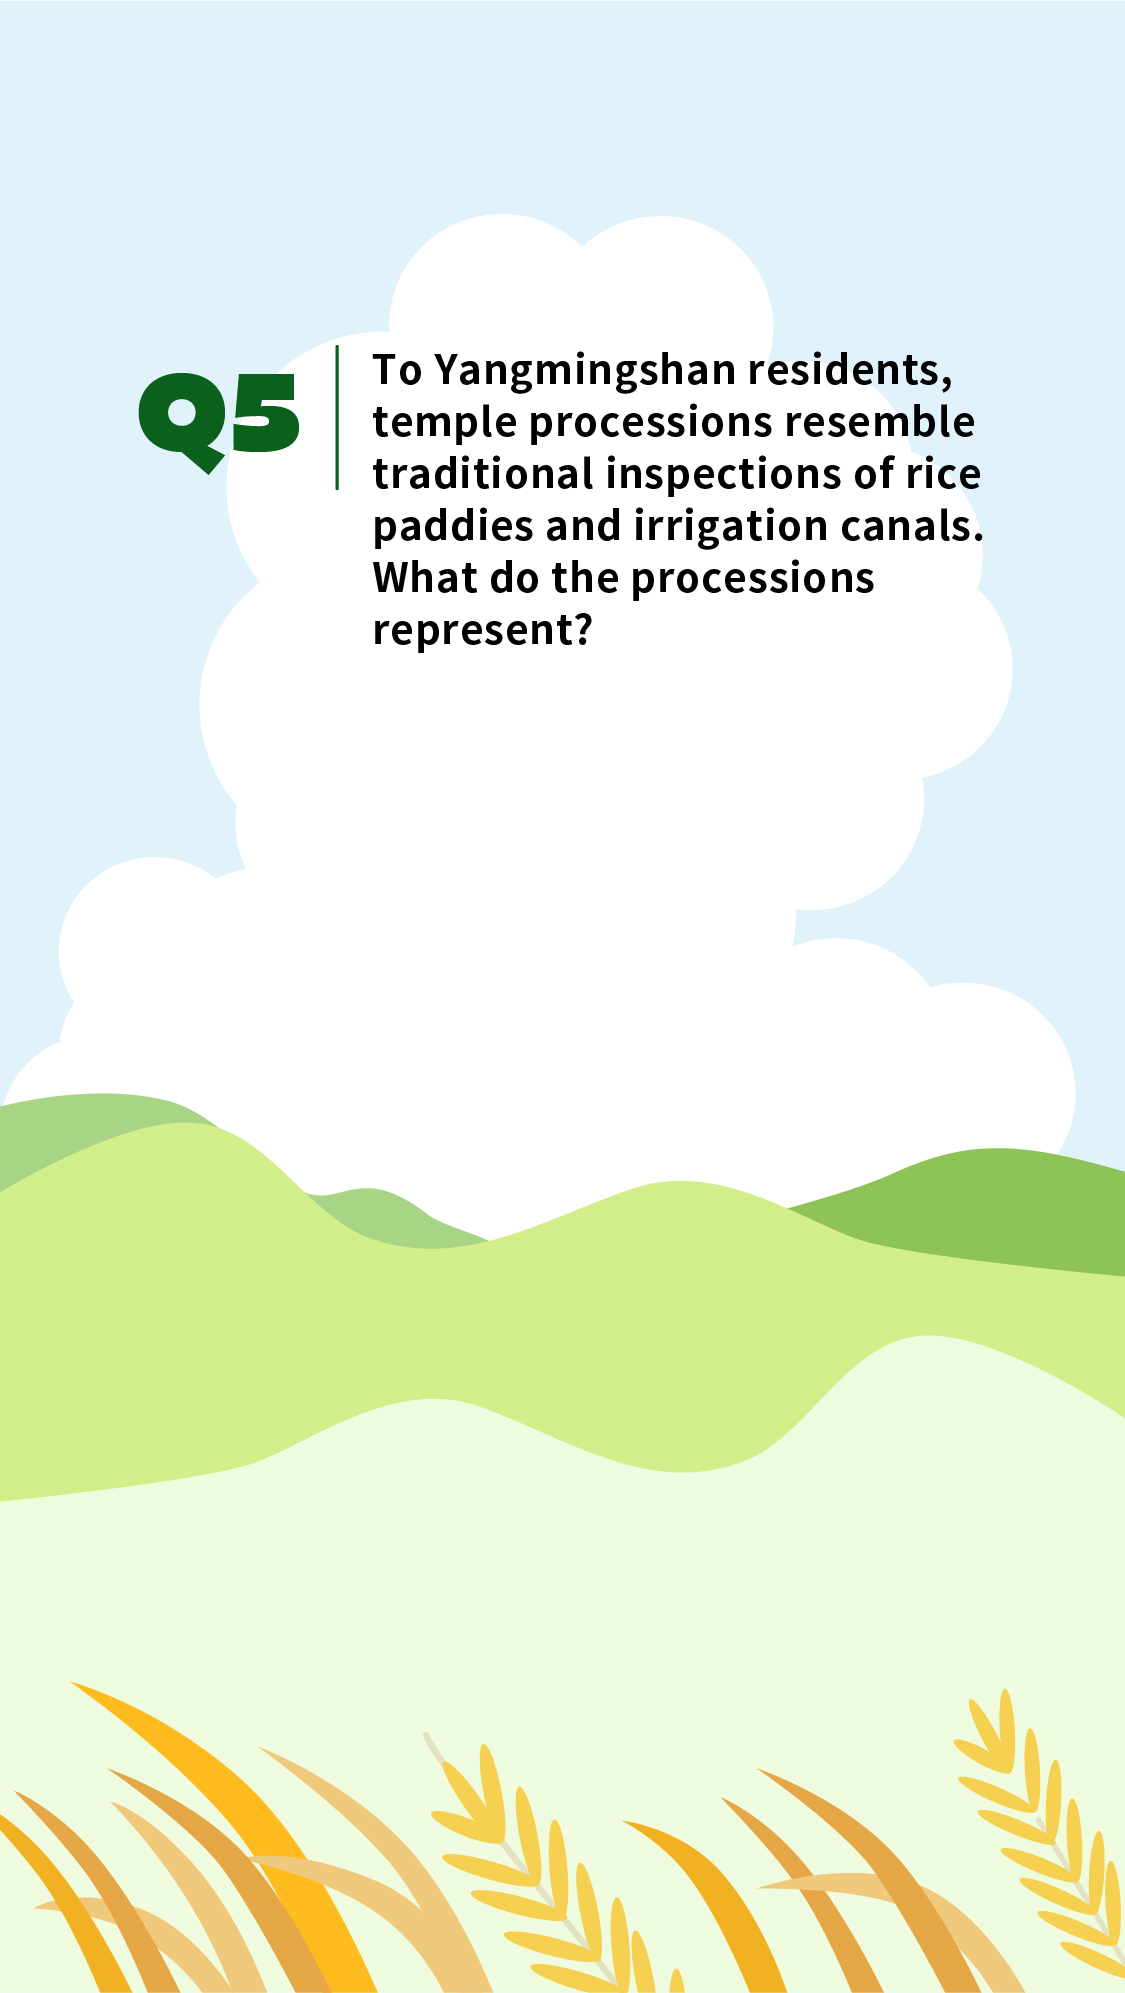 Q5
To Yangmingshan residents,
temple processions resemble
traditional inspections of rice
paddies and irrigation canals.
What do the processions
represent?